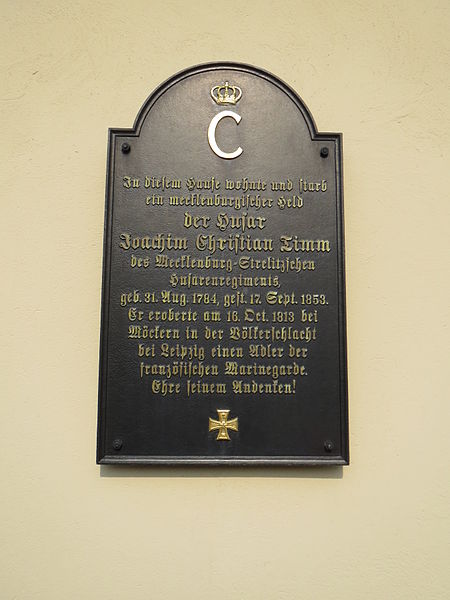 C
In diesem Hause wohnte und starb
ein mecklenburgischer Held
der Husar
Joachim Christian Timm
des Mecklenburg-Strelitzschen
Husarenregiments,
geb. 31. Aug. 1784, gest. 17. Sept. 1853.
Er eroberte am 16. Oct. 1813 bei
Möckern in der Völkerschlacht
bei Leipzig einen Adler der
französischen Marinegarde.
Ehre seinem Andenken!